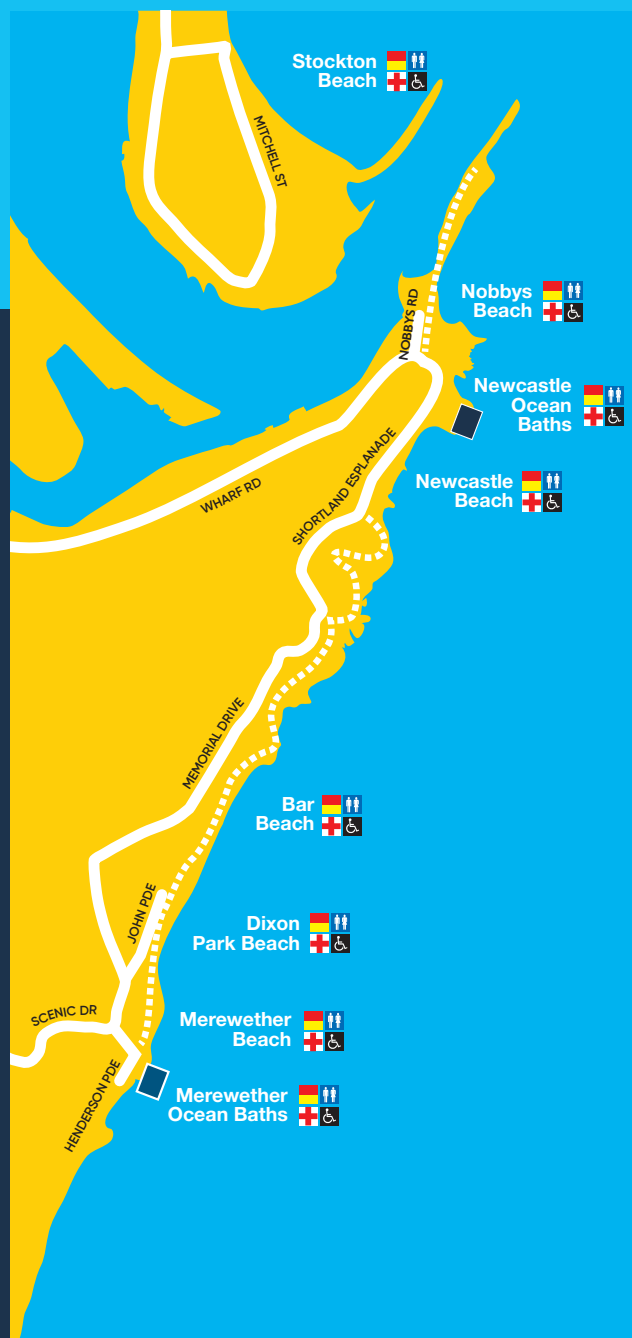 Stockton
Beach
MITCHELL ST
Nobbys
Beach
NOBBYS RD
Newcastle
Ocean
Baths
Newcastle
Beach
SHORTLAND ESPLANADE
WHARF RD
MEMORIAL DRIVE
Bar
Beach
JOHN PDE
Dixon
Park Beach
SCENIC DR
Merewether
Beach
HENDERSON PDE
Merewether
Ocean Baths